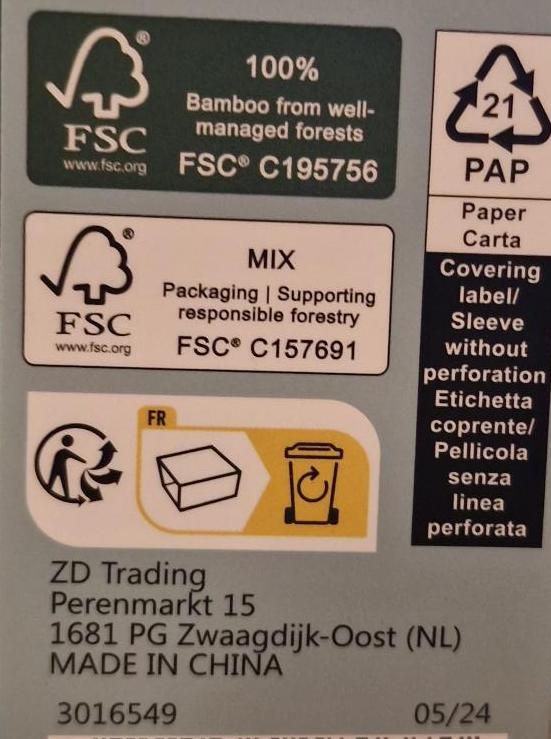 100%
Bamboo from well-
managed forests
FSC® C195756
FSC
www.fsc.org
®
MIX
Packaging | Supporting
responsible forestry
FSC® C157691
FSC
www.fsc.org
®
21
PAP
Paper
Carta
Covering
label/
Sleeve
without
perforation
Etichetta
coprente/
Pellicola
senza
linea
perforata
FR
ZD Trading
Perenmarkt 15
1681 PG Zwaagdijk-Oost (NL)
MADE IN CHINA
3016549 05/24